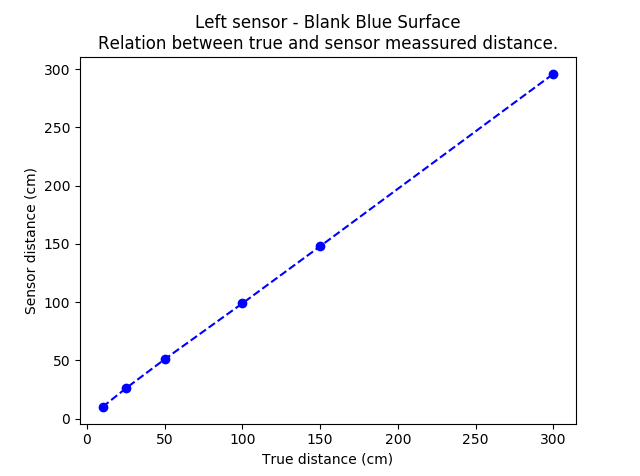 Left sensor - Blank Blue Surface
Relation between true and sensor meassured distance.
300
250
200
150
100
50
0
Sensor distance (cm)
0 50 100 150 200 250 300
True distance (cm)